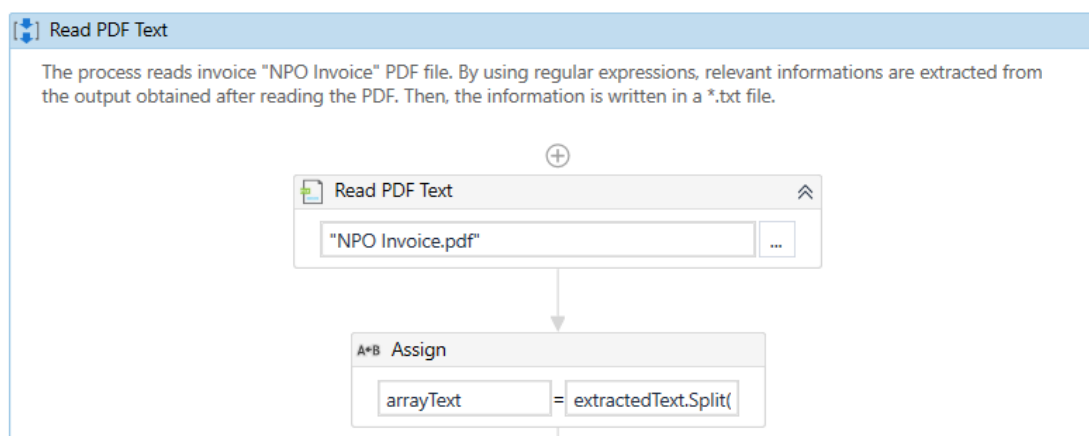 Read PDF Text
The process reads invoice "NPO Invoice" PDF file. By using regular expressions, relevant informations are extracted from
the output obtained after reading the PDF. Then, the information is written in a *.txt file.
Read PDF Text
"NPO Invoice.pdf"
...
A+B Assign
arrayText = extractedText.Split(